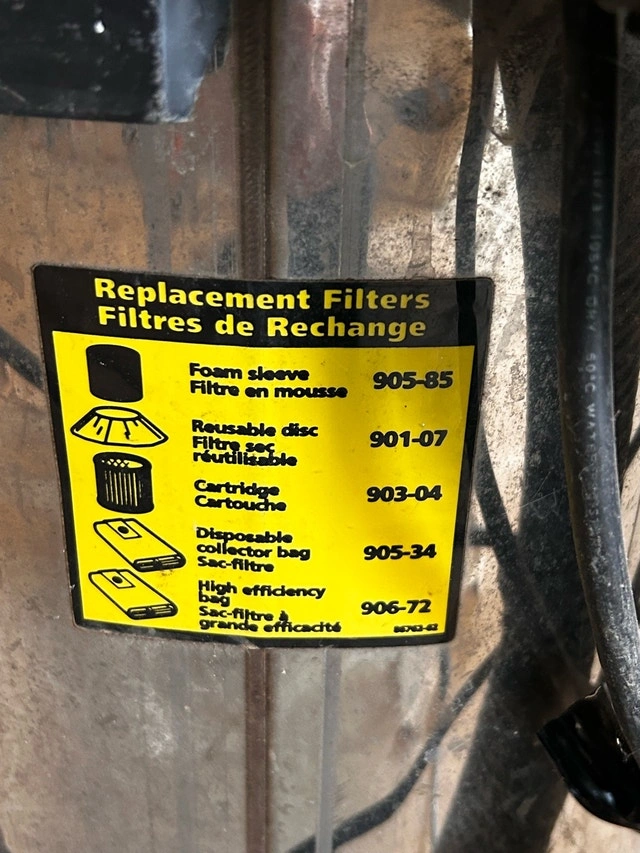 Replacement Filters
Filtres de Rechange
Foam sleeve
Filtre en mousse
905-85
Reusable disc
Filtre sec
réutilisable
901-07
Cartridge
Cartouche
903-04
Disposable
collector bag
Sac-filtre
905-34
High efficiency
bag
Sac-filtre à
grande efficacité
906-72